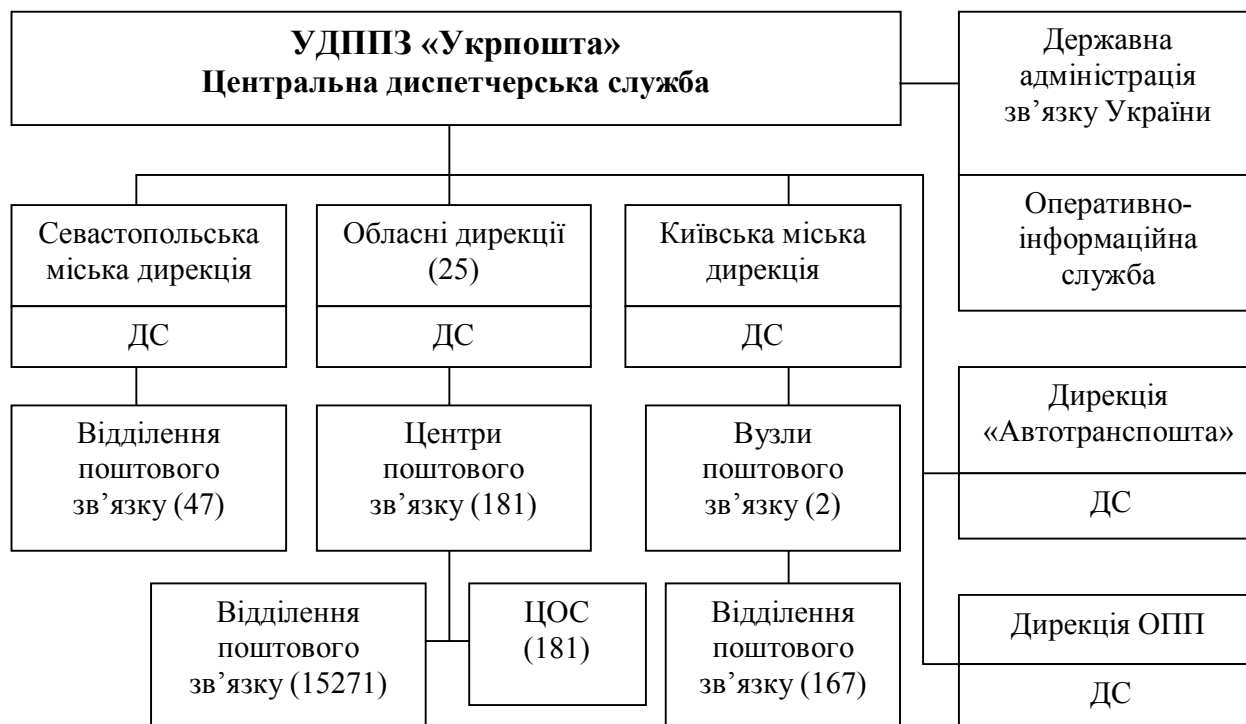 УДППЗ «Укрпошта»
Центральна диспетчерська служба
Державна
адміністрація
зв’язку України
Оперативно-
інформаційна
служба
Севастопольська
міська дирекція
ДС
Обласні дирекції
(25)
ДС
Київська міська
дирекція
ДС
Дирекція
«Автотранспошта»
ДС
Відділення
поштового
зв’язку (47)
Центри
поштового
зв’язку (181)
Вузли
поштового
зв’язку (2)
Відділення
поштового
зв’язку (15271)
ЦОС
(181)
Відділення
поштового
зв’язку (167)
Дирекція ОПП
ДС